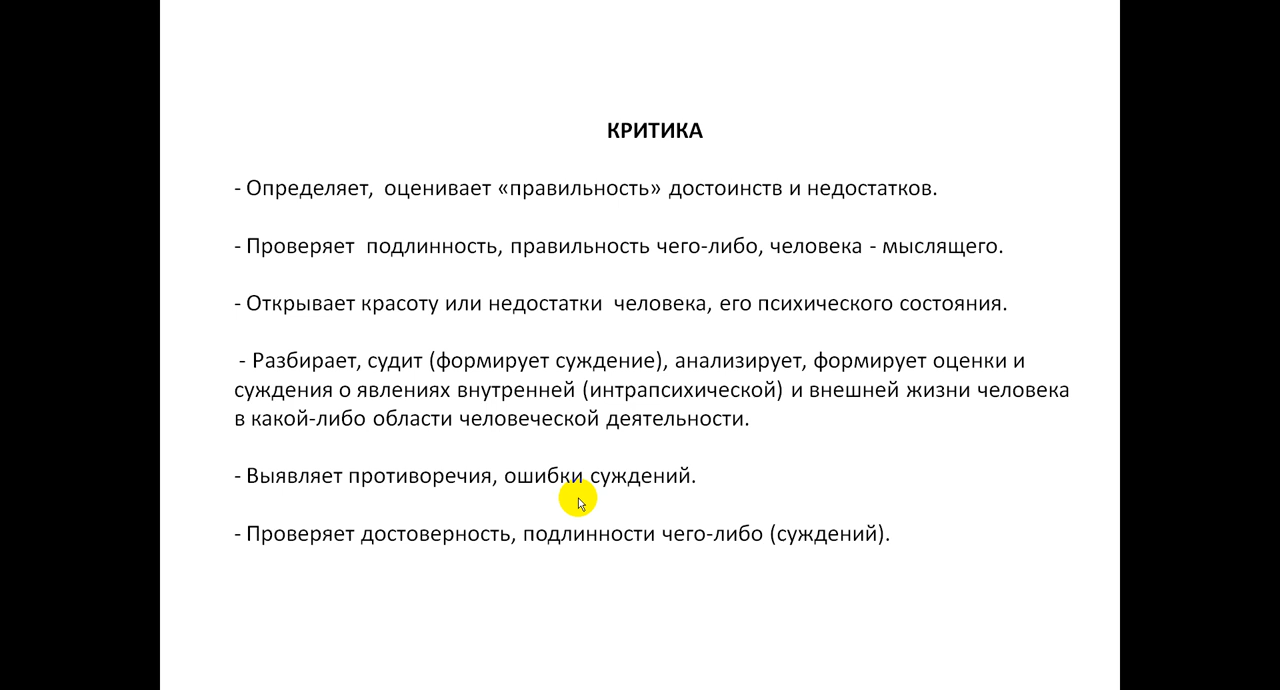 КРИТИКА
- Определяет,  оценивает «правильность» достоинств и недостатков.
- Проверяет  подлинность, правильность чего-либо, человека - мыслящего.
- Открывает красоту или недостатки  человека, его психического состояния.
- Разбирает, судит (формирует суждение), анализирует, формирует оценки и
суждения о явлениях внутренней (интрапсихической) и внешней жизни человека
в какой-либо области человеческой деятельности.
- Выявляет противоречия, ошибки суждений.
- Проверяет достоверность, подлинности чего-либо (суждений).